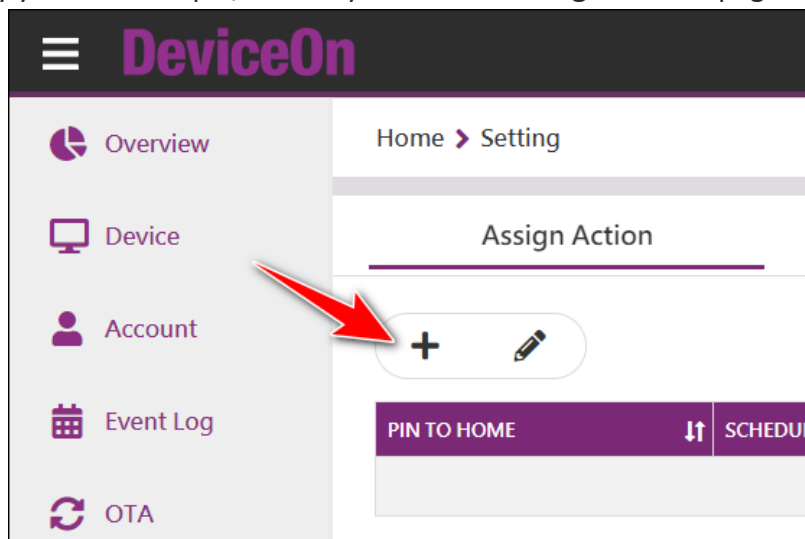 DeviceOn
Overview
Home Setting
Device
Assign Action
Account
Event Log
PIN TO HOME
OTA